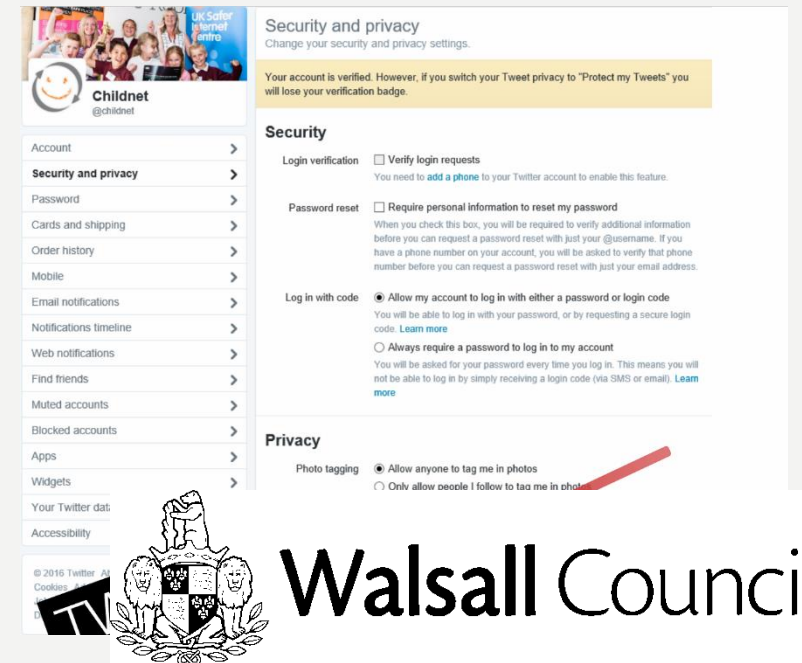 UK Safer
Internet
Centre
Childnet
@childnet
Account
Security and privacy
Password
Cards and shipping
Order history
Mobile
Email notifications
Notifications timeline
Web notifications
Find friends
Muted accounts
Blocked accounts
Apps
Widgets
Your Twitter data
Accessibility
© 2016 Twitter
Cookies
Security and privacy
Change your security and privacy settings.
Your account is verified. However, if you switch your Tweet privacy to "Protect my Tweets" you
will lose your verification badge.
Security
Login verification
Verify login requests
You need to add a phone to your Twitter account to enable this feature.
Password reset
Require personal information to reset my password
When you check this box, you will be required to verify additional information
before you can request a password reset with just your @username. If you
have a phone number on your account, you will be asked to verify that phone
number before you can request a password reset with just your email address.
Log in with code
Allow my account to log in with either a password or login code
You will be able to log in with your password, or by requesting a secure login
code. Learn more
Always require a password to log in to my account
You will be asked for your password every time you log in. This means you will
not be able to log in by simply receiving a login code (via SMS or email). Learn
more
Privacy
Photo tagging
Allow anyone to tag me in photos
Only allow people I follow to tag me in photos
TW
Walsall Counci